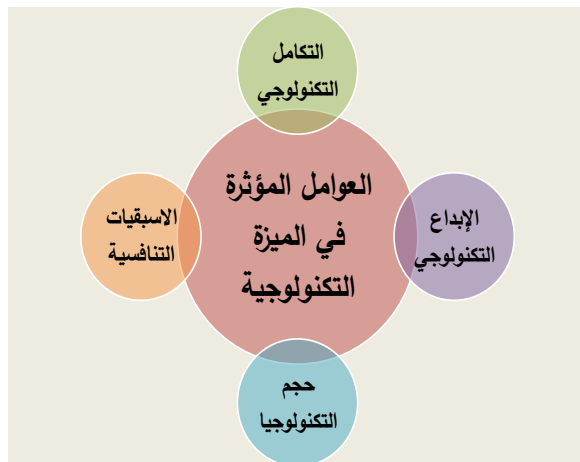 التكامل
التكنولوجي
العوامل المؤثرة
في الميزة
التكنولوجية
الإبداع
التكنولوجي
الاسبقيات
التنافسية
حجم
التكنولوجيا